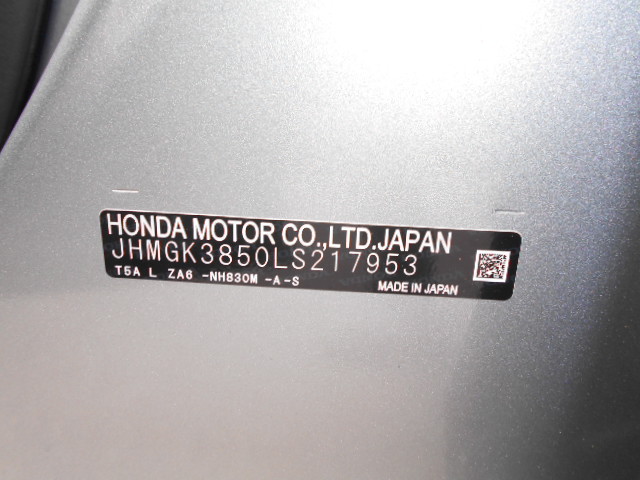 HONDA MOTOR CO.,LTD.JAPAN
JHMGK3850LS217953
T5A L ZA6 -NH830M -A-S
MADE IN JAPAN